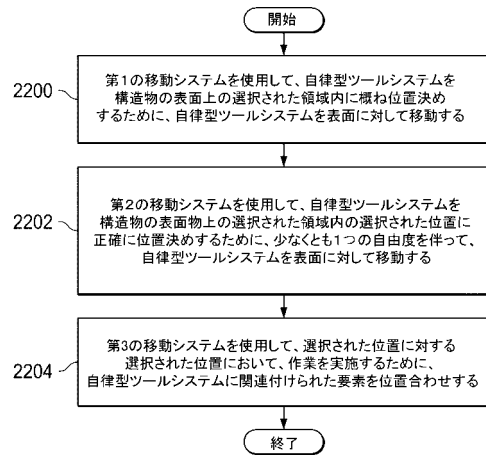 開始
2200
第1の移動システムを使用して、自律型ツールシステムを
構造物の表面上の選択された領域内に概ね位置決め
するために、自律型ツールシステムを表面に対して移動する
2202
第2の移動システムを使用して、自律型ツールシステムを
構造物の表面物上の選択された領域内の選択された位置に
正確に位置決めするために、少なくとも1つの自由度を伴って、
自律型ツールシステムを表面に対して移動する
2204
第3の移動システムを使用して、選択された位置に対する
選択された位置において、作業を実施するために、
自律型ツールシステムに関連付けられた要素を位置合わせする
終了